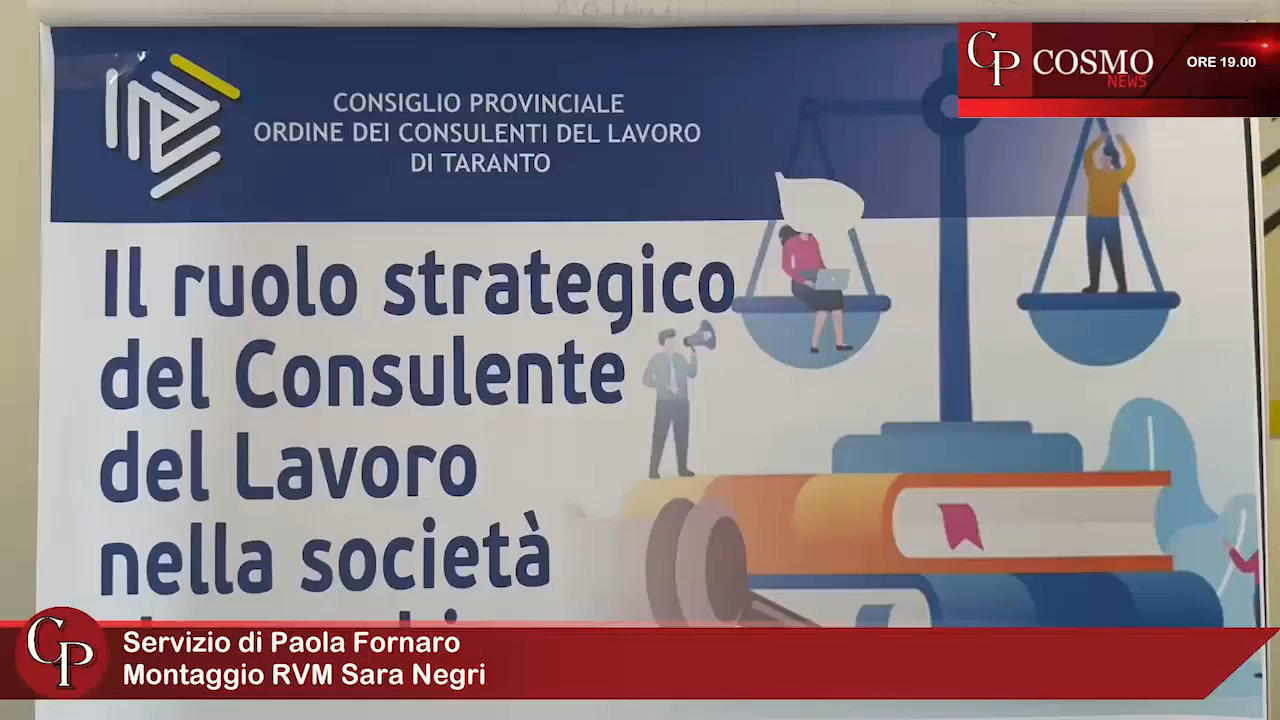 CP COSMO
NEWS
ORE 19.00
CONSIGLIO PROVINCIALE
ORDINE DEI CONSULENTI DEL LAVORO
DI TARANTO
Il ruolo strategico
del Consulente
del Lavoro
nella società
CP
Servizio di Paola Fornaro
Montaggio RVM Sara Negri